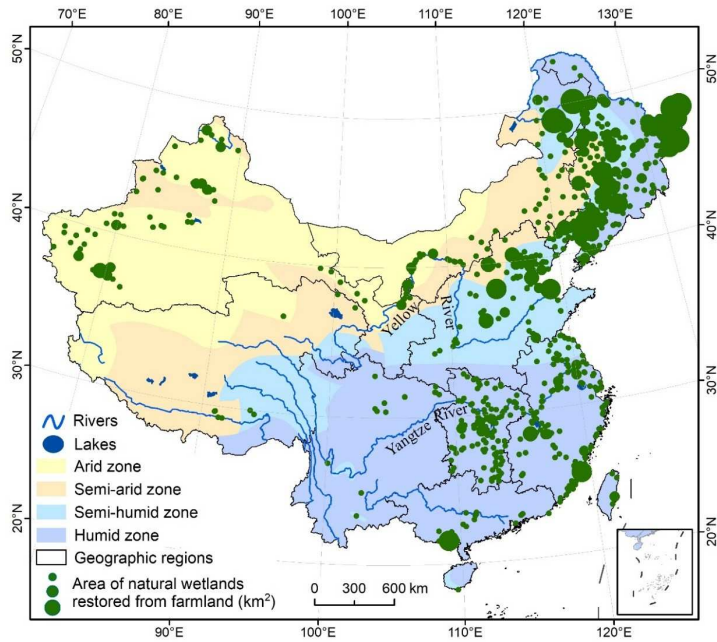 70°E 80°E 90°E 100°E 110°E 120°E 130°E
50°N
50°N
40°N
40°N
30°N
30°N
20°N
20°N
Yellow River
Yangtze River
Rivers
Lakes
Arid zone
Semi-arid zone
Semi-humid zone
Humid zone
Geographic regions
Area of natural wetlands
restored from farmland (km²)
0 300 600 km
90°E 100°E 110°E 120°E